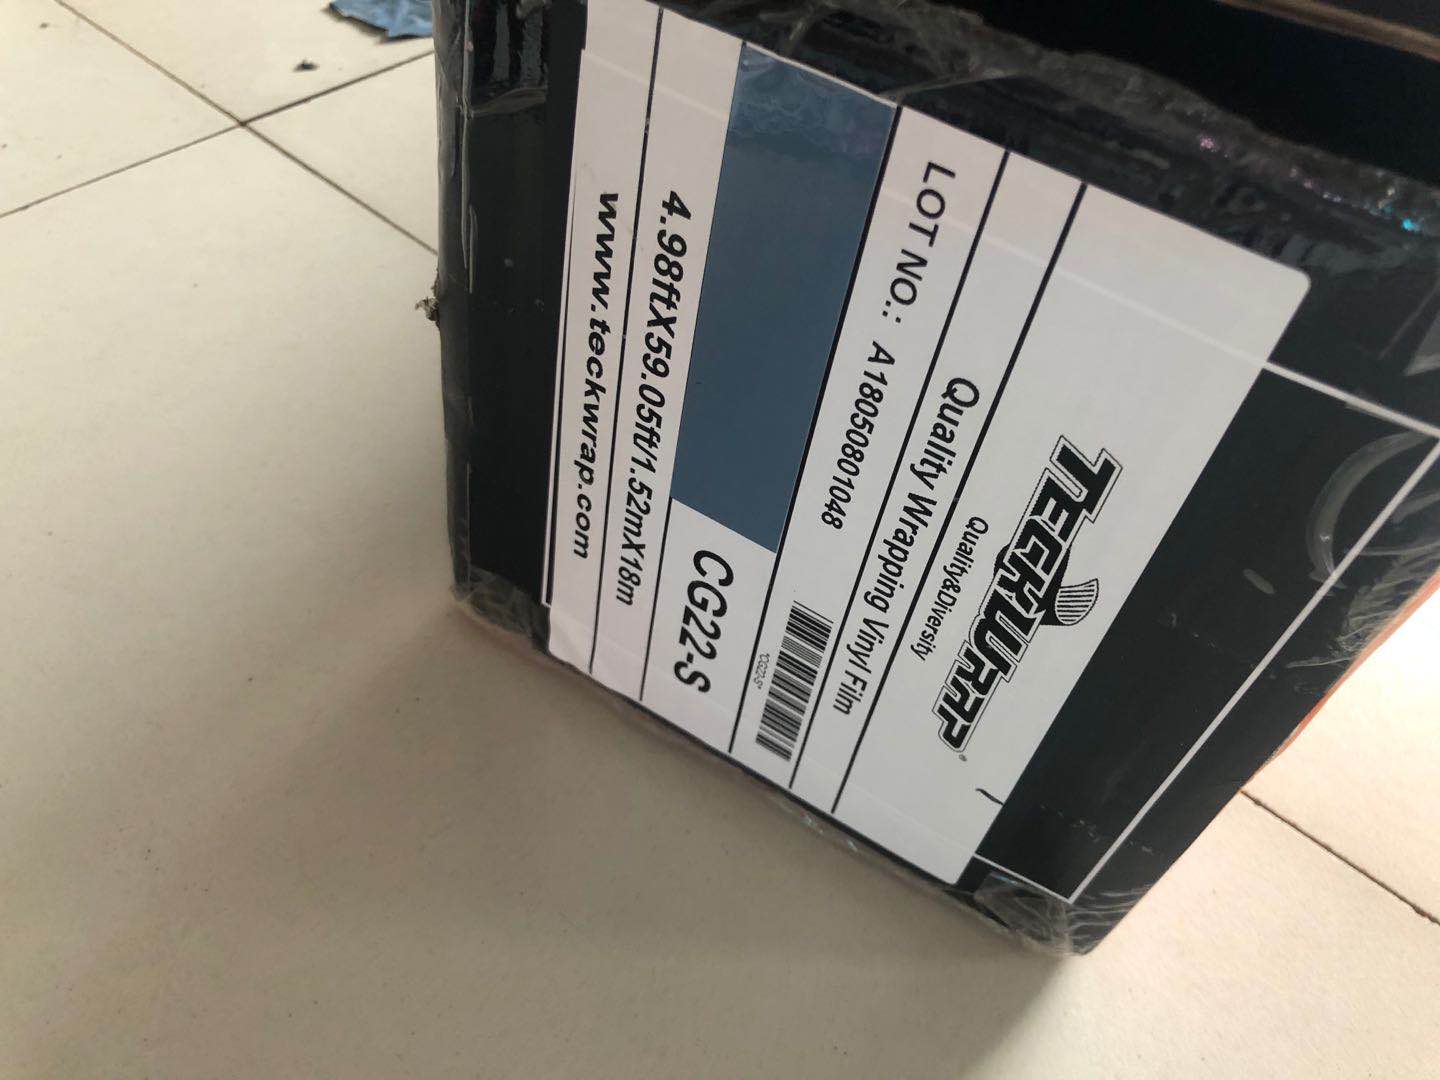 TECKWRAP®
Quality&Diversity
Quality Wrapping Vinyl Film
LOT NO.: A18050801048
*CG22-S*
CG22-S
4.98ftX59.05ft/1.52mX18m
www.teckwrap.com